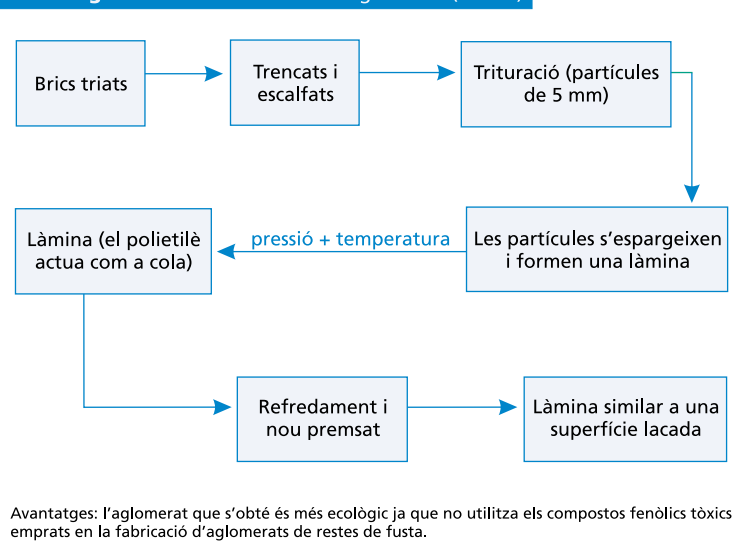 Brics triats
Trencats i
escalfats
Trituració (partícules
de 5 mm)
Làmina (el polietilè
actua com a cola)
pressió + temperatura
Les partícules s’espargeixen
i formen una làmina
Refredament i
nou premsat
Làmina similar a una
superfície lacada
Avantatges: l’aglomerat que s’obté és més ecològic ja que no utilitza els compostos fenòlics tòxics
emprats en la fabricació d’aglomerats de restes de fusta.